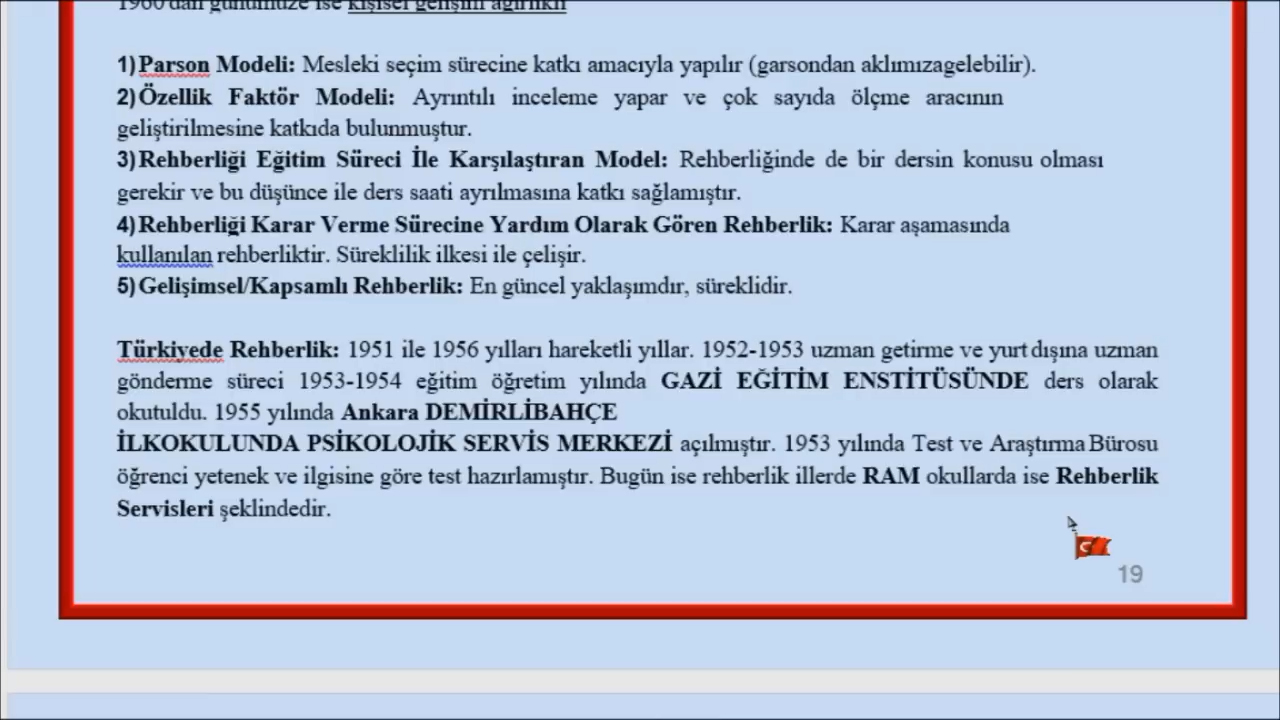 1960'dan günümüze ise kişisel gelişim ağırlıklı
1)Parson Modeli: Mesleki seçim sürecine katkı amacıyla yapılır (garsondan aklımızagelebilir).
2)Özellik Faktör Modeli: Ayrıntılı inceleme yapar ve çok sayıda ölçme aracının
geliştirilmesine katkıda bulunmuştur.
3)Rehberliği Eğitim Süreci İle Karşılaştıran Model: Rehberliğinde de bir dersin konusu olması
gerekir ve bu düşünce ile ders saati ayrılmasına katkı sağlamıştır.
4)Rehberliği Karar Verme Sürecine Yardım Olarak Gören Rehberlik: Karar aşamasında
kullanılan rehberliktir. Süreklilik ilkesi ile çelişir.
5)Gelişimsel/Kapsamlı Rehberlik: En güncel yaklaşımdır, süreklidir.
Türkiyede Rehberlik: 1951 ile 1956 yılları hareketli yıllar. 1952-1953 uzman getirme ve yurt dışına uzman
gönderme süreci 1953-1954 eğitim öğretim yılında GAZİ EĞİTİM ENSTİTÜSÜNDE ders olarak
okutuldu. 1955 yılında Ankara DEMİRLİBAHÇE
İLKOKULUNDA PSİKOLOJİK SERVİS MERKEZİ açılmıştır. 1953 yılında Test ve Araştırma Bürosu
öğrenci yetenek ve ilgisine göre test hazırlamıştır. Bugün ise rehberlik illerde RAM okullarda ise Rehberlik
Servisleri şeklindedir.
19